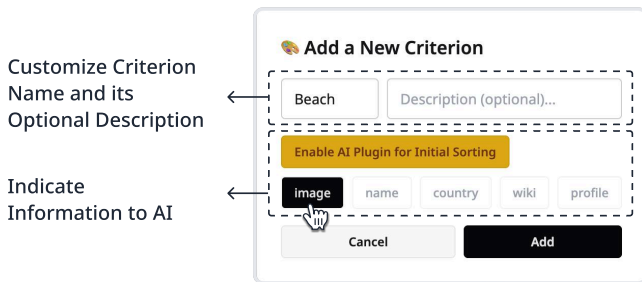 🎨 Add a New Criterion
Customize Criterion
Name and its
Optional Description
Beach
Description (optional)...
Enable AI Plugin for Initial Sorting
Indicate
Information to AI
image
name
country
wiki
profile
Cancel
Add